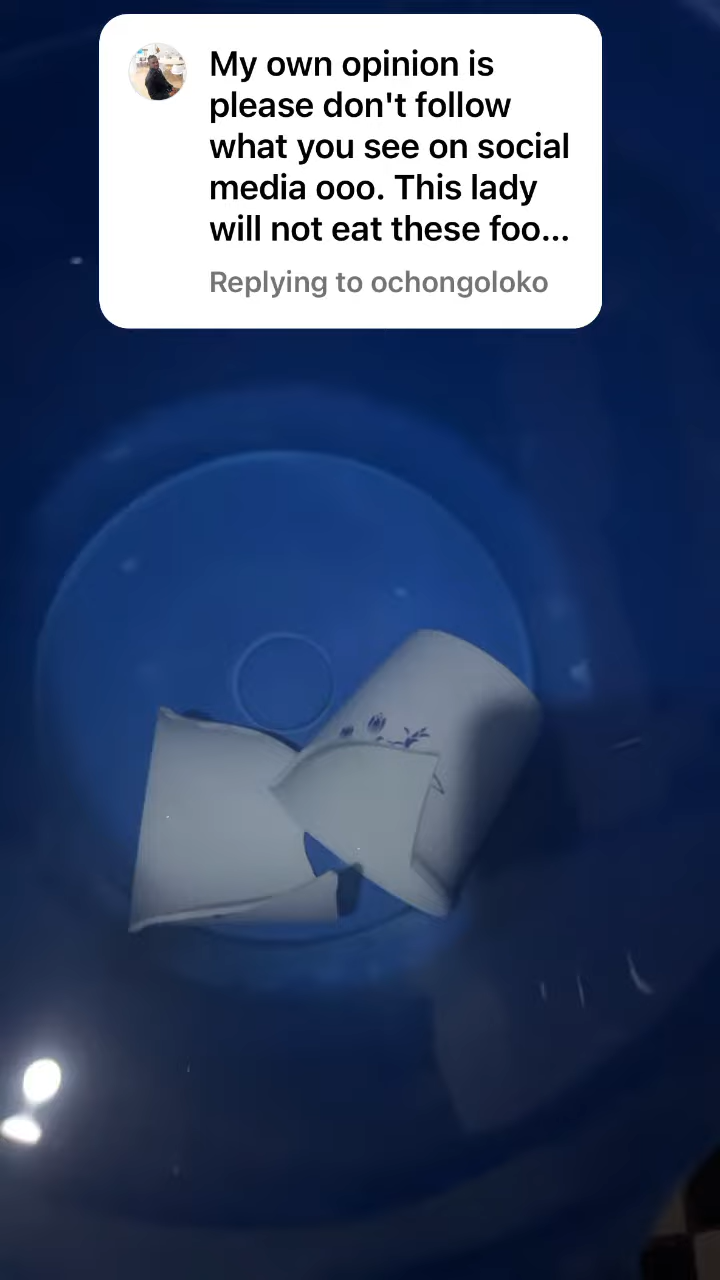 My own opinion is
please don't follow
what you see on social
media ooo. This lady
will not eat these foo...
Replying to ochongoloko